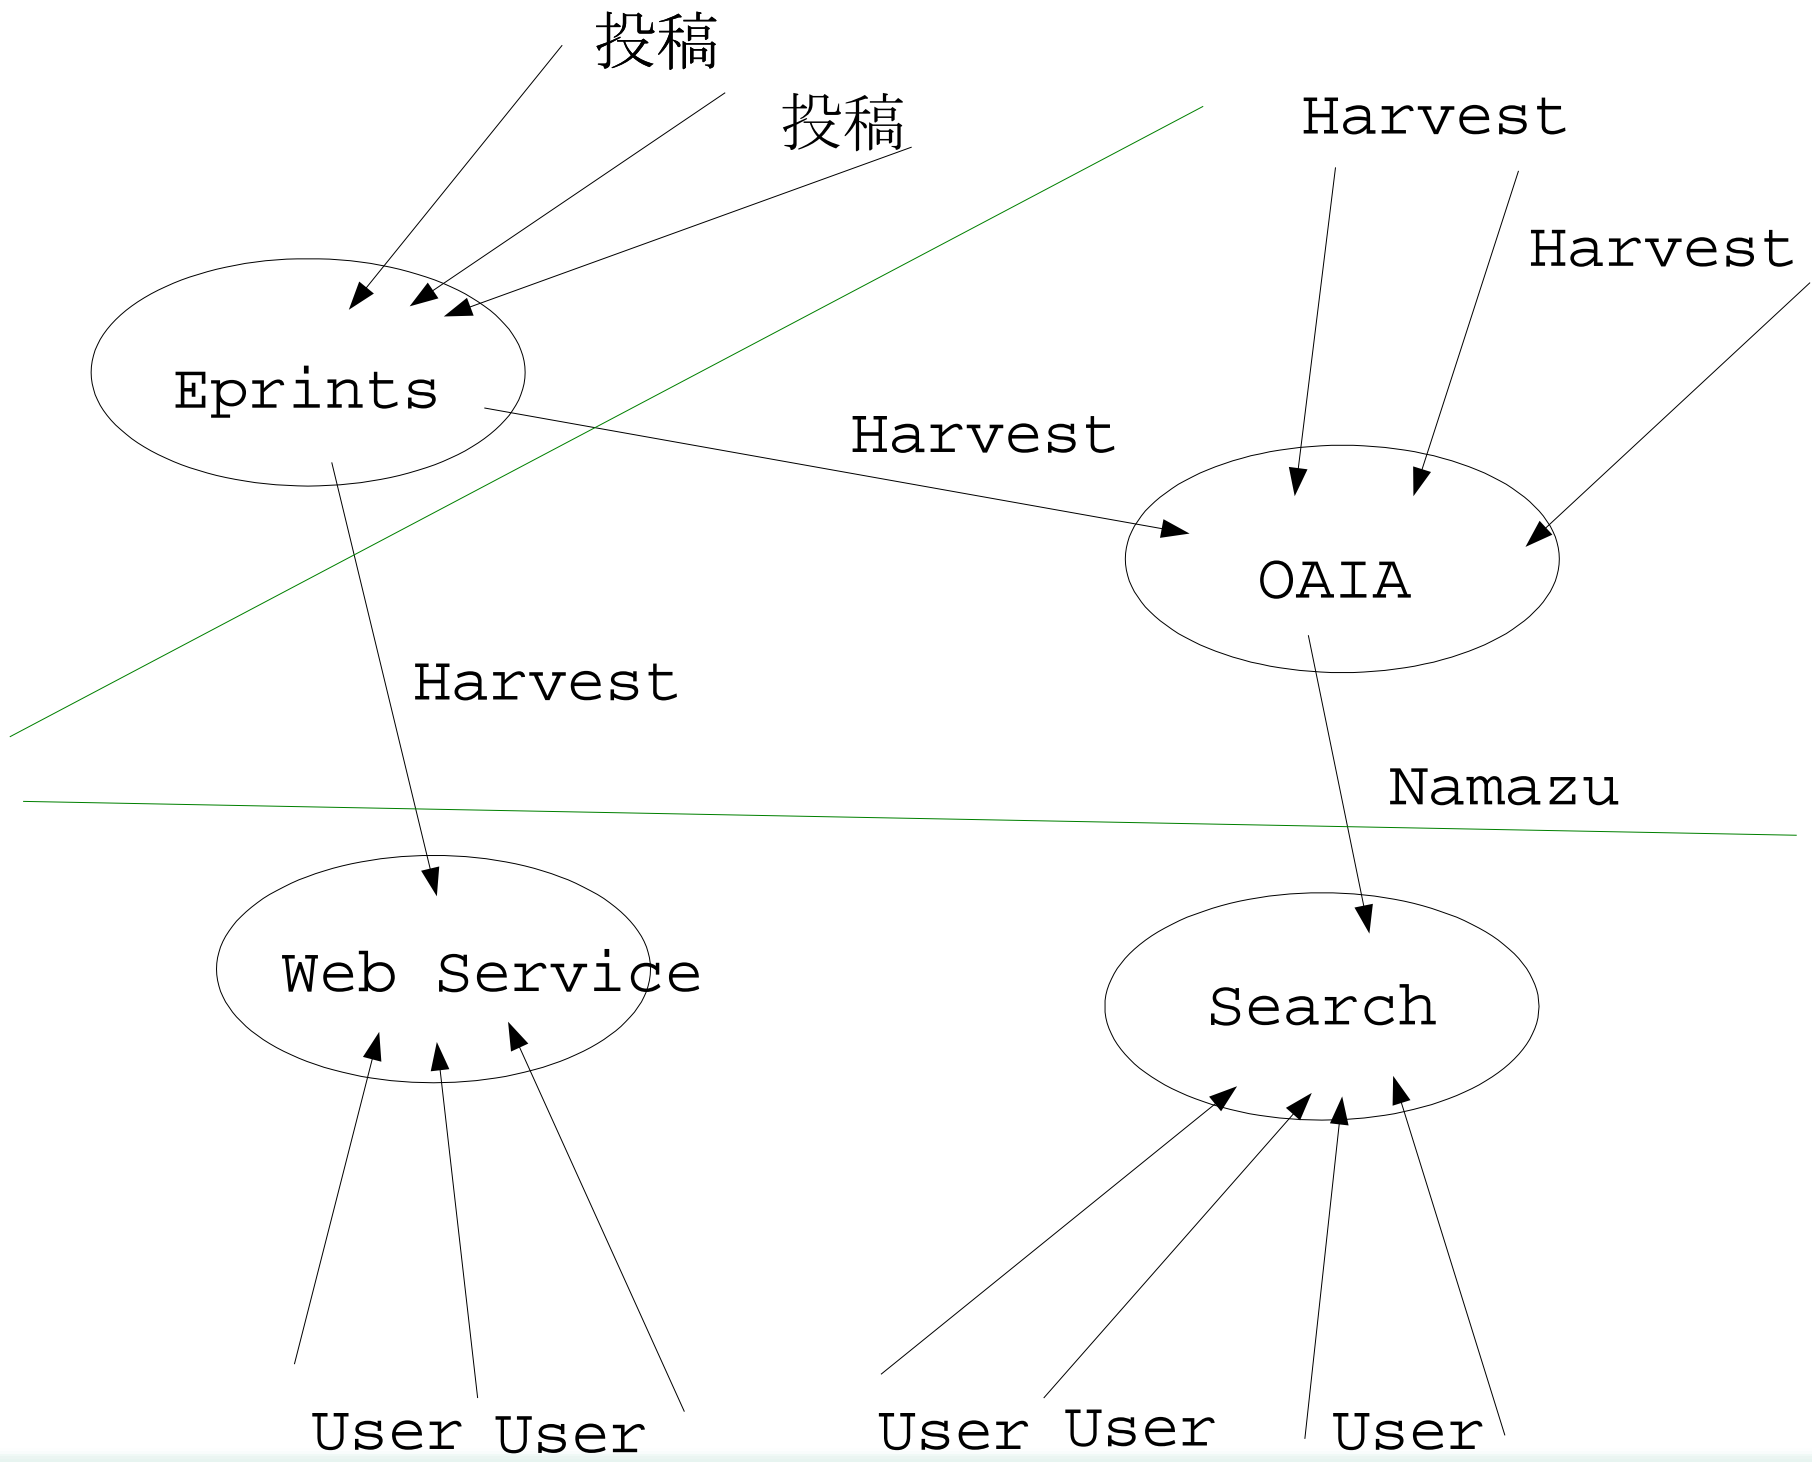 投稿
投稿
Harvest
Harvest
Eprints
Harvest
OAIA
Harvest
Namazu
Web Service
Search
User
User
User
User
User